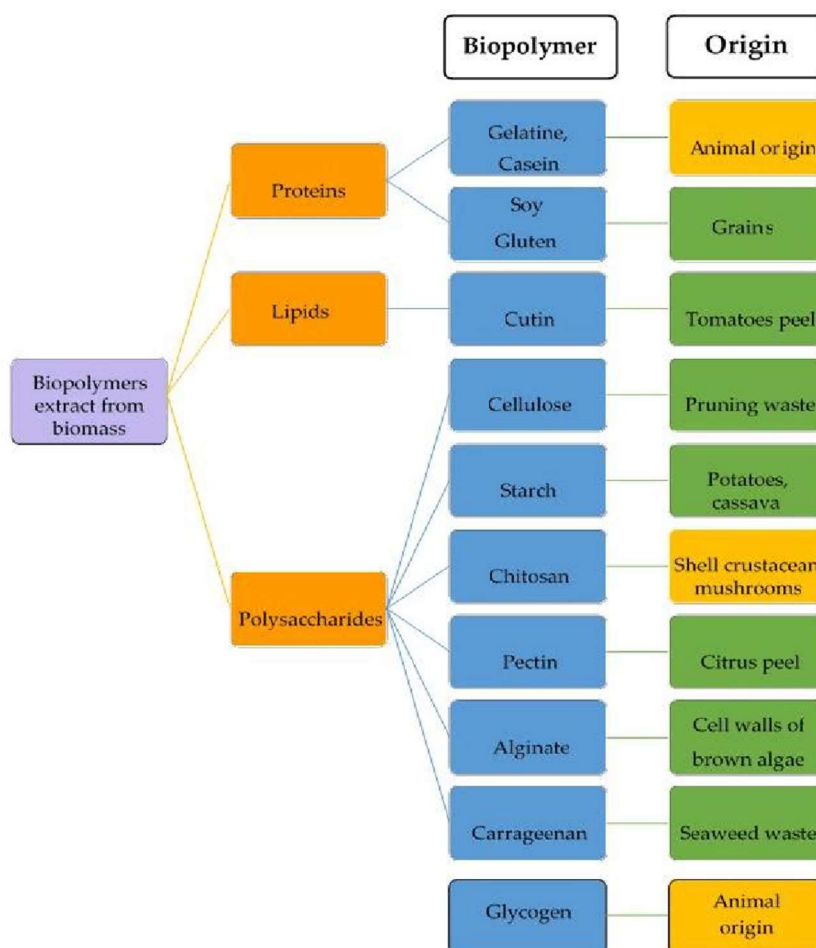 Biopolymer
Origin
Proteins
Gelatine,
Casein
Animal origin
Soy
Gluten
Grains
Lipids
Cutin
Tomatoes peel
Biopolymers
extract from
biomass
Cellulose
Pruning waste
Starch
Potatoes,
cassava
Chitosan
Shell crustacean
mushrooms
Polysaccharides
Pectin
Citrus peel
Alginate
Cell walls of
brown algae
Carrageenan
Seaweed waste
Glycogen
Animal
origin